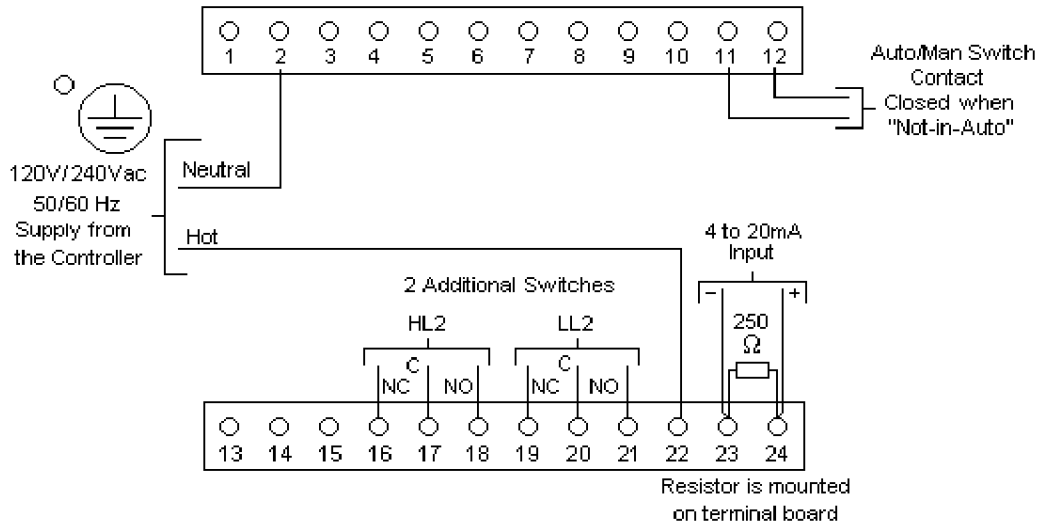 1 2 3 4 5 6 7 8 9 10 11 12
Auto/Man Switch
Contact
Closed when
"Not-in-Auto"
120V/240Vac
50/60 Hz
Supply from
the Controller
Neutral
Hot
4 to 20mA
Input
- +
250
Ω
2 Additional Switches
HL2 LL2
C C
NC NO NC NO
13 14 15 16 17 18 19 20 21 22 23 24
Resistor is mounted
on terminal board